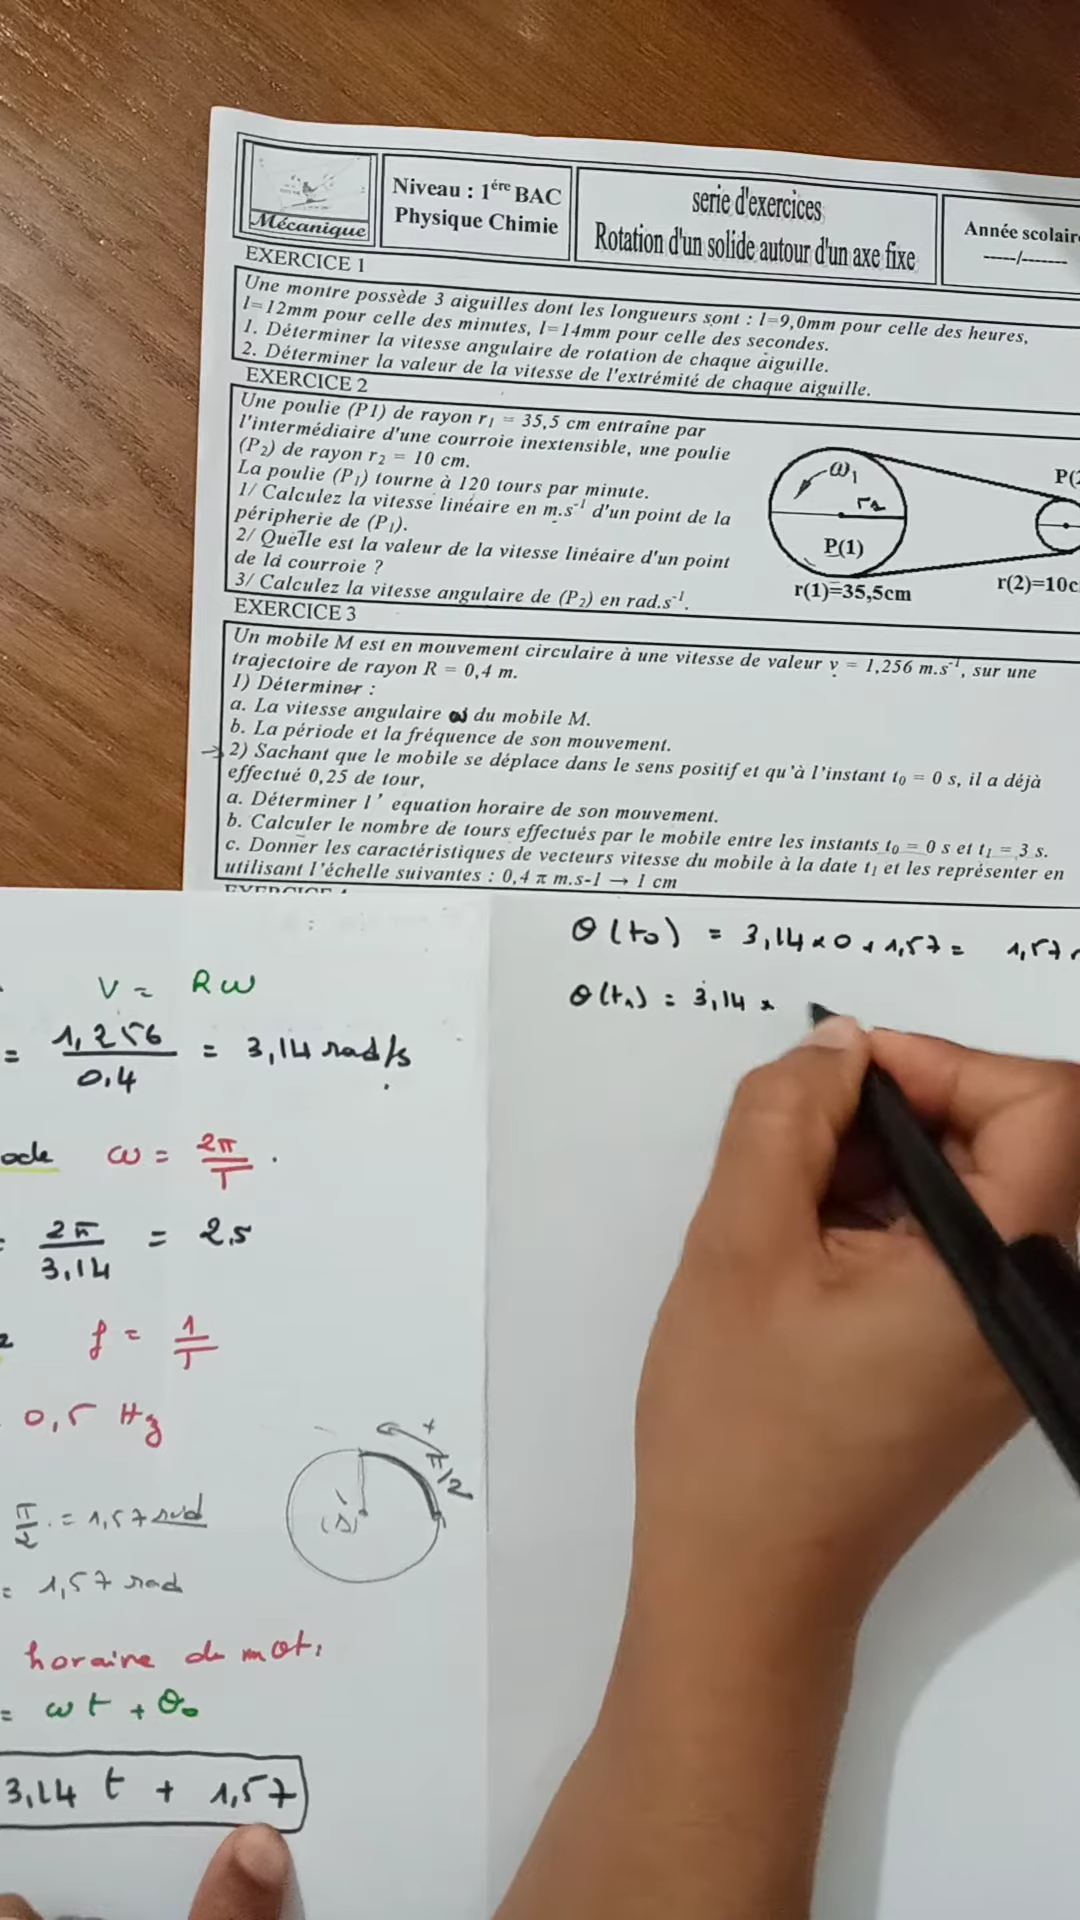 Mécanique
Niveau : 1ére BAC
Physique Chimie
serie d'exercices
Rotation d'un solide autour d'un axe fixe
Année scolaire
-----/-------
EXERCICE 1
Une montre possède 3 aiguilles dont les longueurs sont : l=9,0mm pour celle des heures,
l=12mm pour celle des minutes, l=14mm pour celle des secondes.
1. Déterminer la vitesse angulaire de rotation de chaque aiguille.
2. Déterminer la valeur de la vitesse de l'extrémité de chaque aiguille.
EXERCICE 2
Une poulie (P1) de rayon r₁ = 35,5 cm entraîne par
l'intermédiaire d'une courroie inextensible, une poulie
(P₂) de rayon r₂ = 10 cm.
La poulie (P₁) tourne à 120 tours par minute.
1/ Calculez la vitesse linéaire en m.s⁻¹ d'un point de la
péripherie de (P₁).
2/ Quelle est la valeur de la vitesse linéaire d'un point
de la courroie ?
3/ Calculez la vitesse angulaire de (P₂) en rad.s⁻¹.
ω₁
P(1)
r(1)=35,5cm
r(2)=10c
EXERCICE 3
Un mobile M est en mouvement circulaire à une vitesse de valeur v = 1,256 m.s⁻¹, sur une
trajectoire de rayon R = 0,4 m.
1) Déterminer :
a. La vitesse angulaire ω du mobile M.
b. La période et la fréquence de son mouvement.
→ 2) Sachant que le mobile se déplace dans le sens positif et qu'à l'instant t₀ = 0 s, il a déjà
effectué 0,25 de tour,
a. Déterminer l' equation horaire de son mouvement.
b. Calculer le nombre de tours effectués par le mobile entre les instants t₀ = 0 s et t₁ = 3 s.
c. Donner les caractéristiques de vecteurs vitesse du mobile à la date t₁ et les représenter en
utilisant l'échelle suivantes : 0,4 π m.s-1 → 1 cm
V = Rω
= 1,256 / 0,4 = 3,14 rad/s
ω = 2π / T .
= 2π / 3,14 = 2s
f = 1 / T
0,5 Hz
π / 2 . = 1,57 rad
= 1,57 rad
horaire de mot.
= ωt + θ₀
3,14 t + 1,57
+
π/2
(Δ)
θ(t₀) = 3,14 × 0 + 1,57 = 1,57
θ(t₁) = 3,14 ×